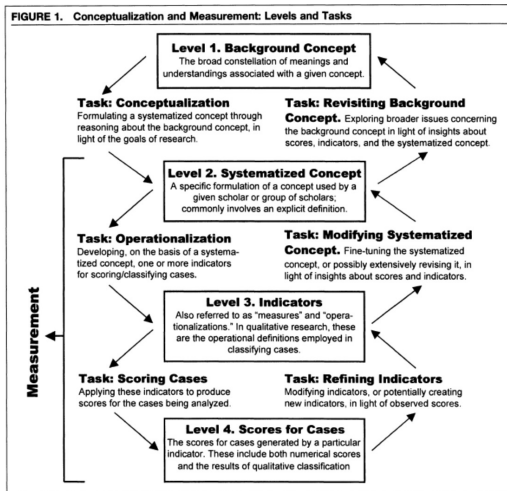 FIGURE 1. Conceptualization and Measurement: Levels and Tasks
Level 1. Background Concept
The broad constellation of meanings and
understandings associated with a given concept.
Task: Conceptualization
Formulating a systematized concept through
reasoning about the background concept, in
light of the goals of research.
Task: Revisiting Background
Concept. Exploring broader issues concerning
the background concept in light of insights about
scores, indicators, and the systematized concept.
Level 2. Systematized Concept
A specific formulation of a concept used by a
given scholar or group of scholars;
commonly involves an explicit definition.
Task: Operationalization
Developing, on the basis of a systema-
tized concept, one or more indicators
for scoring/classifying cases.
Task: Modifying Systematized
Concept. Fine-tuning the systematized
concept, or possibly extensively revising it, in
light of insights about scores and indicators.
Level 3. Indicators
Also referred to as "measures" and "opera-
tionalizations." In qualitative research, these
are the operational definitions employed in
classifying cases.
Task: Scoring Cases
Applying these indicators to produce
scores for the cases being analyzed.
Task: Refining Indicators
Modifying indicators, or potentially creating
new indicators, in light of observed scores.
Level 4. Scores for Cases
The scores for cases generated by a particular
indicator. These include both numerical scores
and the results of qualitative classification
Measurement